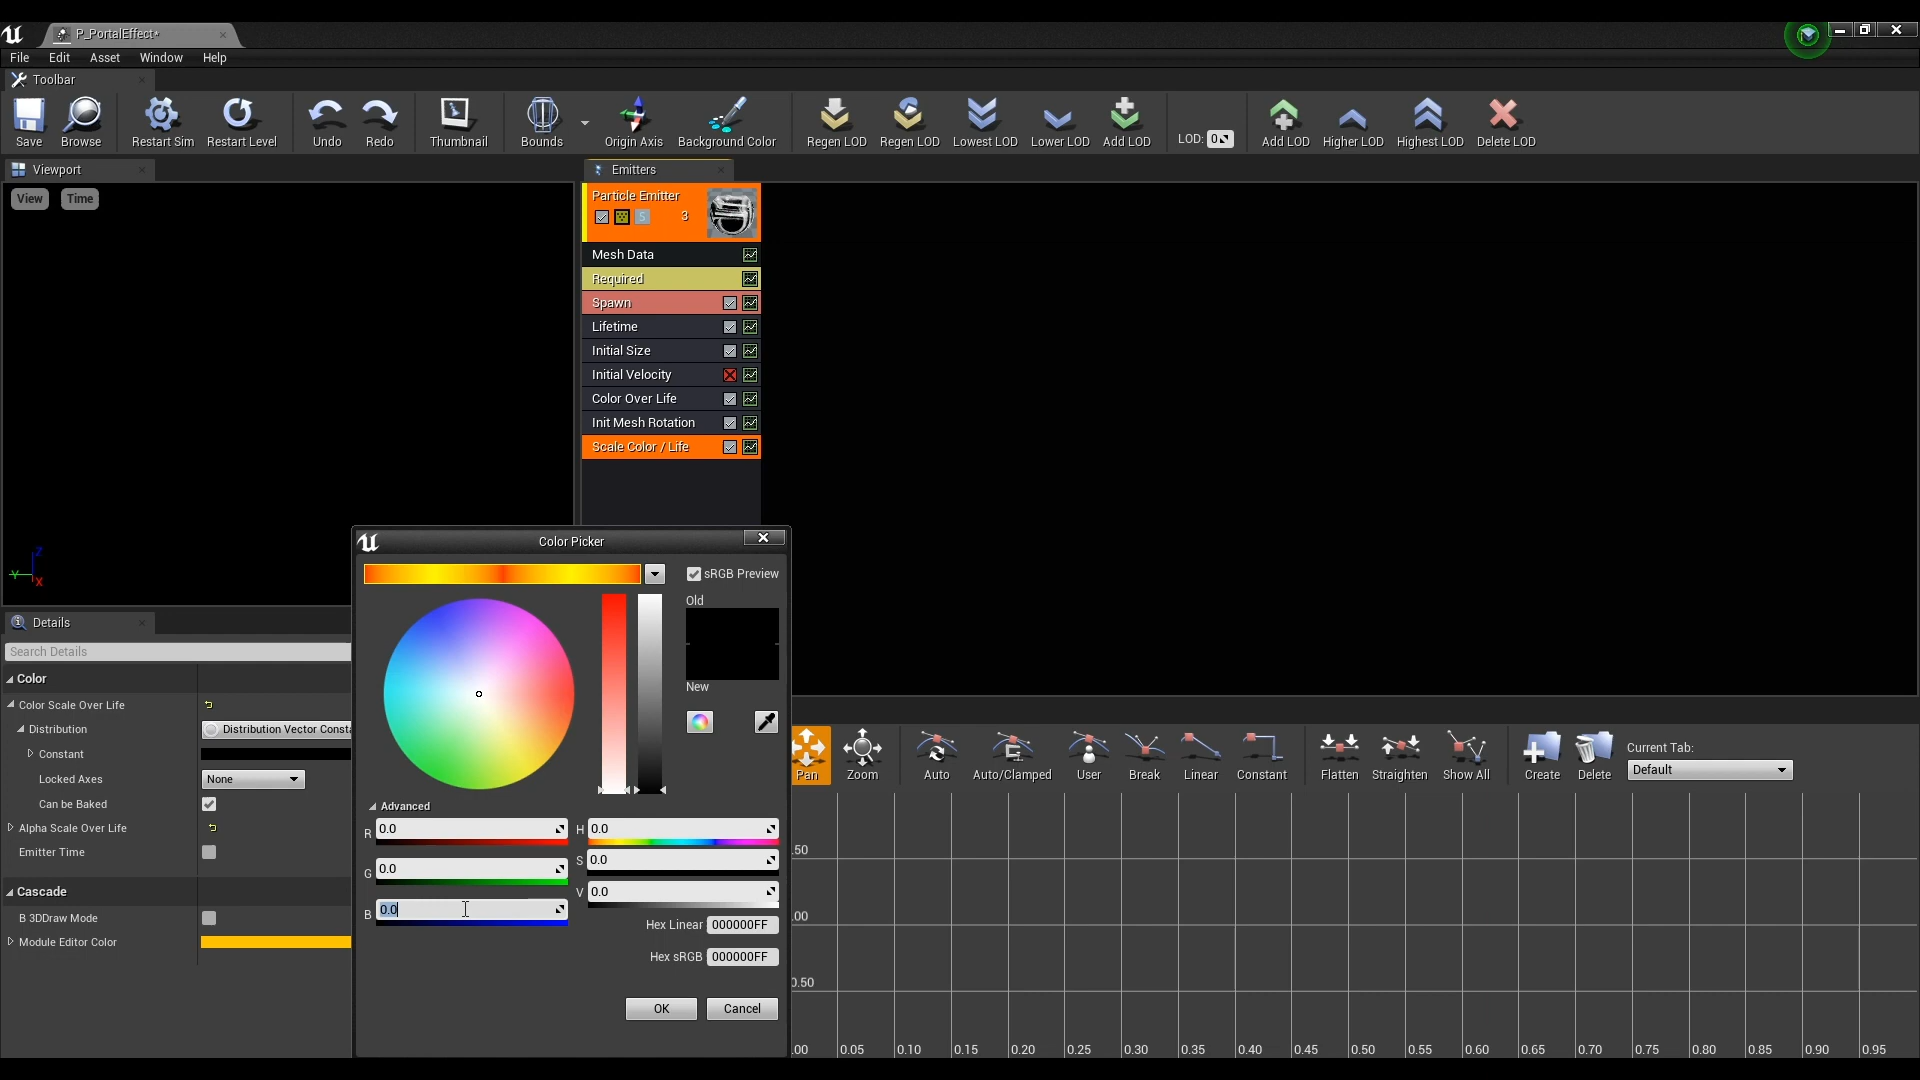 P_PortalEffect*
File Edit Asset Window Help
Toolbar
Save Browse Restart Sim Restart Level Undo Redo Thumbnail Bounds Origin Axis Background Color Regen LOD Regen LOD Lowest LOD Lower LOD Add LOD LOD: 0 Add LOD Higher LOD Highest LOD Delete LOD
Viewport
Emitters
View Time
Particle Emitter
S 3
Mesh Data
Required
Spawn
Lifetime
Initial Size
Initial Velocity
Color Over Life
Init Mesh Rotation
Scale Color / Life
Z
Y
X
Color Picker
sRGB Preview
Old
New
Advanced
R 0.0
G 0.0
B 0.0
H 0.0
S 0.0
V 0.0
Hex Linear 000000FF
Hex sRGB 000000FF
OK Cancel
Details
Search Details
Color
Color Scale Over Life
Distribution Distribution Vector Consta
Constant
Locked Axes None
Can be Baked
Alpha Scale Over Life
Emitter Time
Cascade
B 3DDraw Mode
Module Editor Color
Pan Zoom Auto Auto/Clamped User Break Linear Constant Flatten Straighten Show All Create Delete
Current Tab:
Default
.50
.00
0.50
.00 0.05 0.10 0.15 0.20 0.25 0.30 0.35 0.40 0.45 0.50 0.55 0.60 0.65 0.70 0.75 0.80 0.85 0.90 0.95